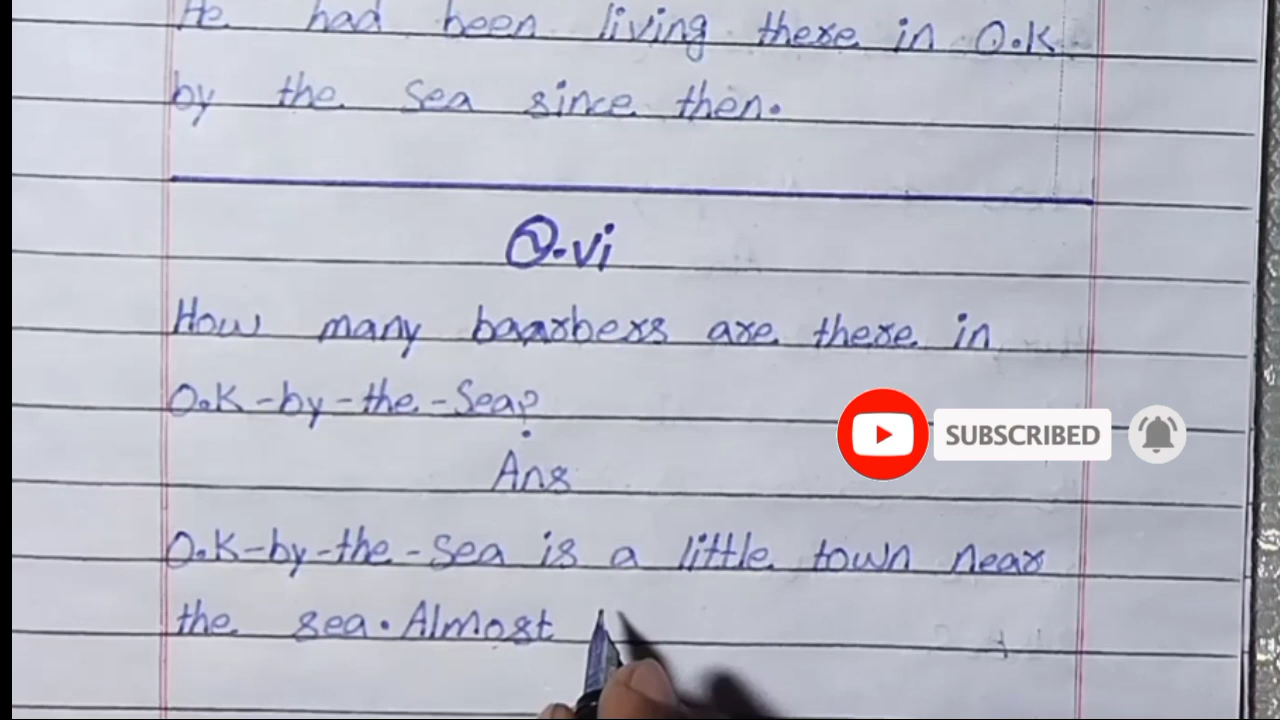 He had been living there in O.K
by the Sea since then.
Q.vi
How many baarbers are there in
O.K-by-the-Sea?
SUBSCRIBED
Ans
O.K-by-the-Sea is a little town near
the sea. Almost